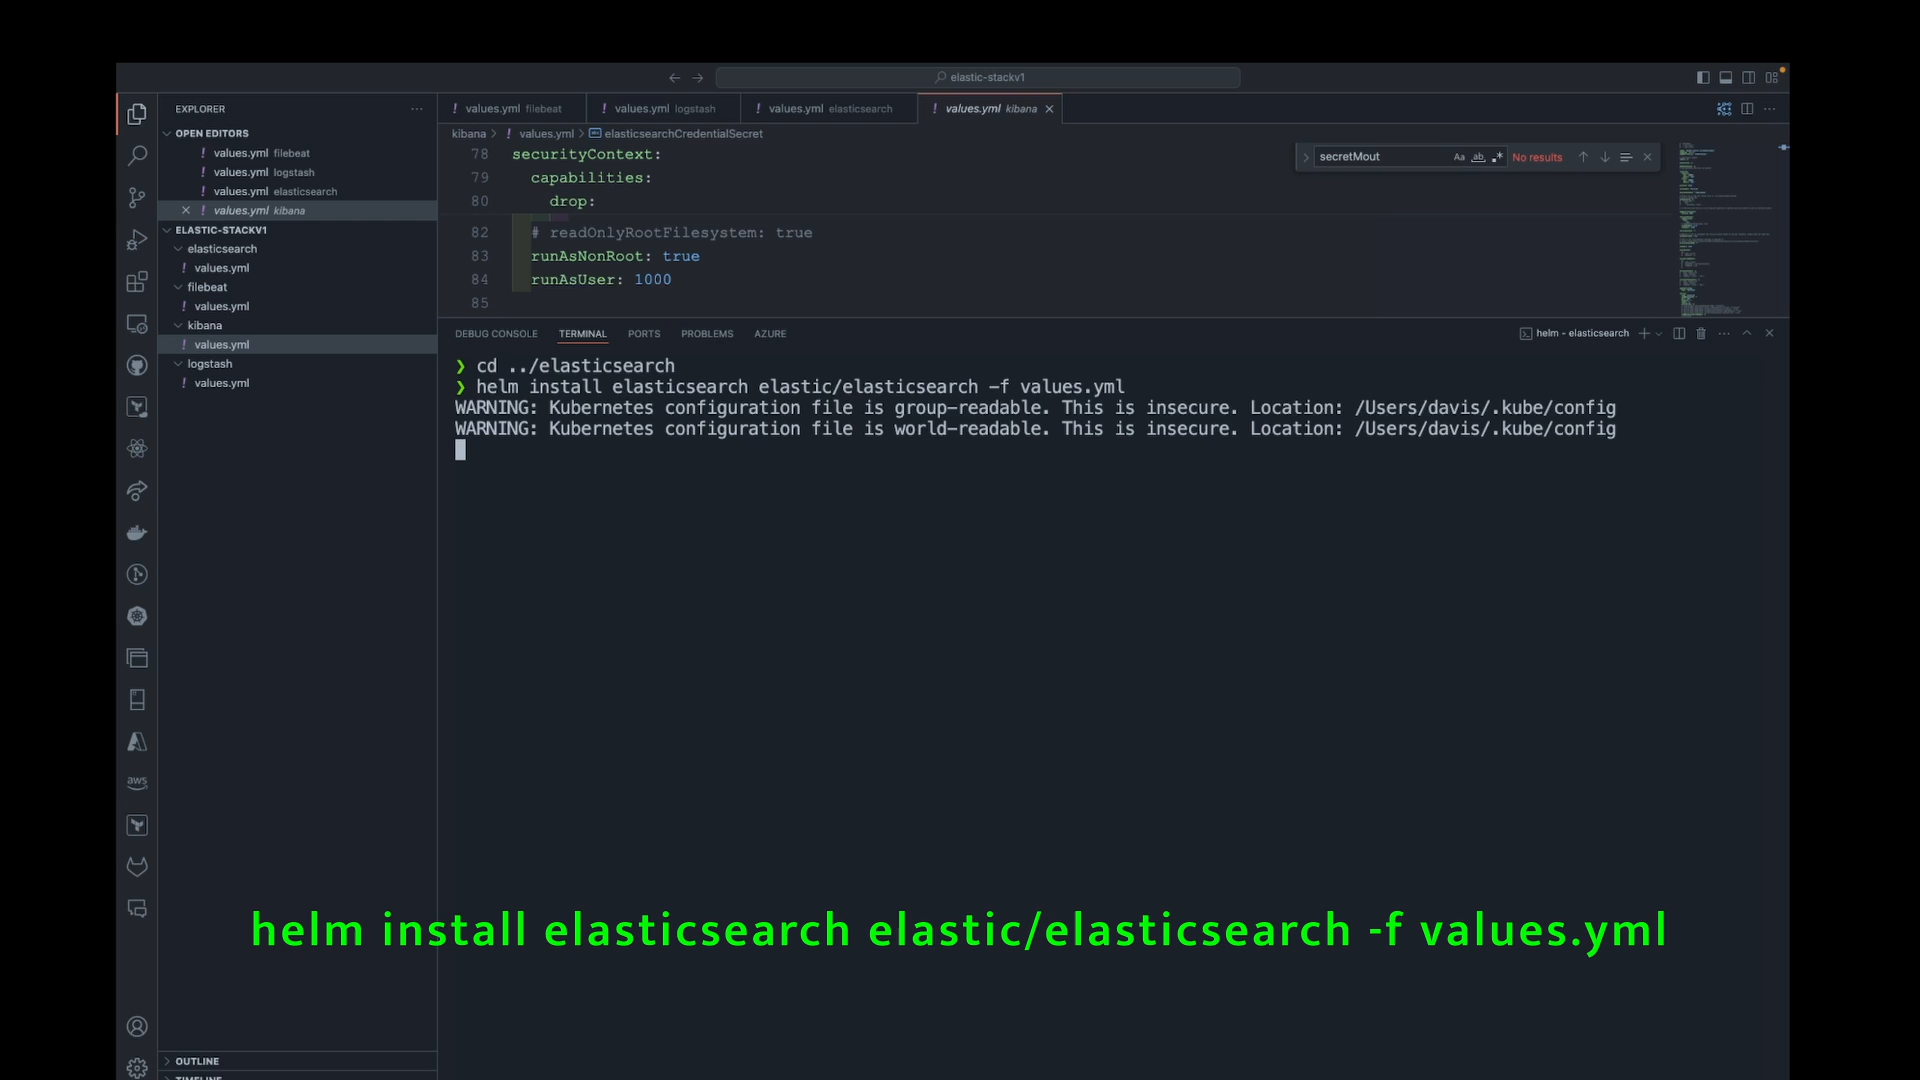 elastic-stackv1
EXPLORER
OPEN EDITORS
! values.yml filebeat
! values.yml logstash
! values.yml elasticsearch
! values.yml kibana
ELASTIC-STACKV1
elasticsearch
! values.yml
filebeat
! values.yml
kibana
! values.yml
logstash
! values.yml
aws
OUTLINE
TIMELINE
! values.yml filebeat
! values.yml logstash
! values.yml elasticsearch
! values.yml kibana
kibana > ! values.yml > elasticsearchCredentialSecret
78 securityContext:
79 capabilities:
80 drop:
82 # readOnlyRootFilesystem: true
83 runAsNonRoot: true
84 runAsUser: 1000
85
secretMout Aa ab .* No results
DEBUG CONSOLE TERMINAL PORTS PROBLEMS AZURE
helm - elasticsearch
❯ cd ../elasticsearch
❯ helm install elasticsearch elastic/elasticsearch -f values.yml
WARNING: Kubernetes configuration file is group-readable. This is insecure. Location: /Users/davis/.kube/config
WARNING: Kubernetes configuration file is world-readable. This is insecure. Location: /Users/davis/.kube/config
helm install elasticsearch elastic/elasticsearch -f values.yml